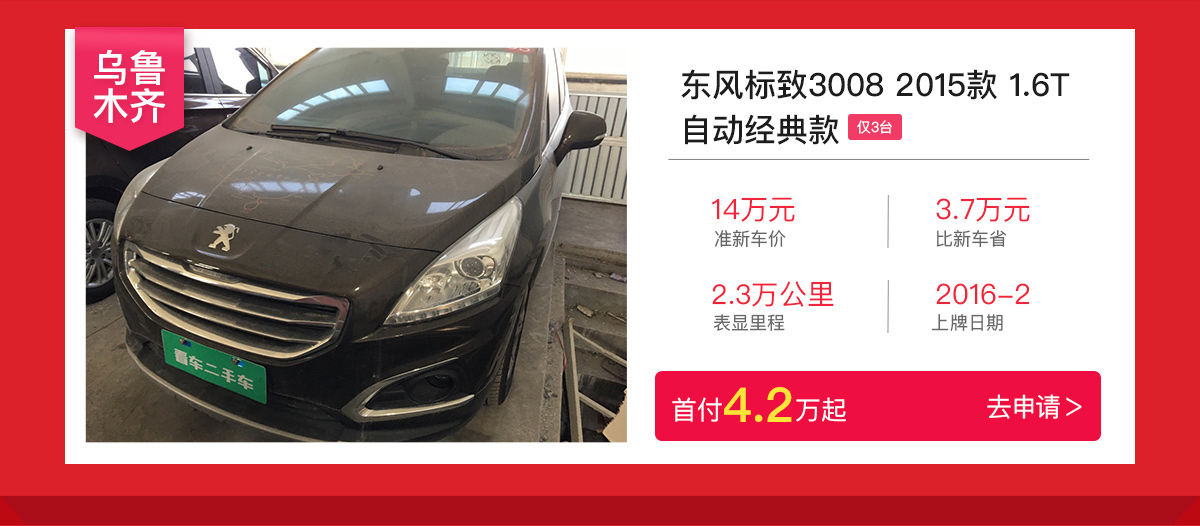 乌鲁
木齐
东风标致3008 2015款 1.6T
自动经典款 仅3台
14万元
准新车价
3.7万元
比新车省
2.3万公里
表显里程
2016-2
上牌日期
看车二手车
首付4.2万起
去申请>